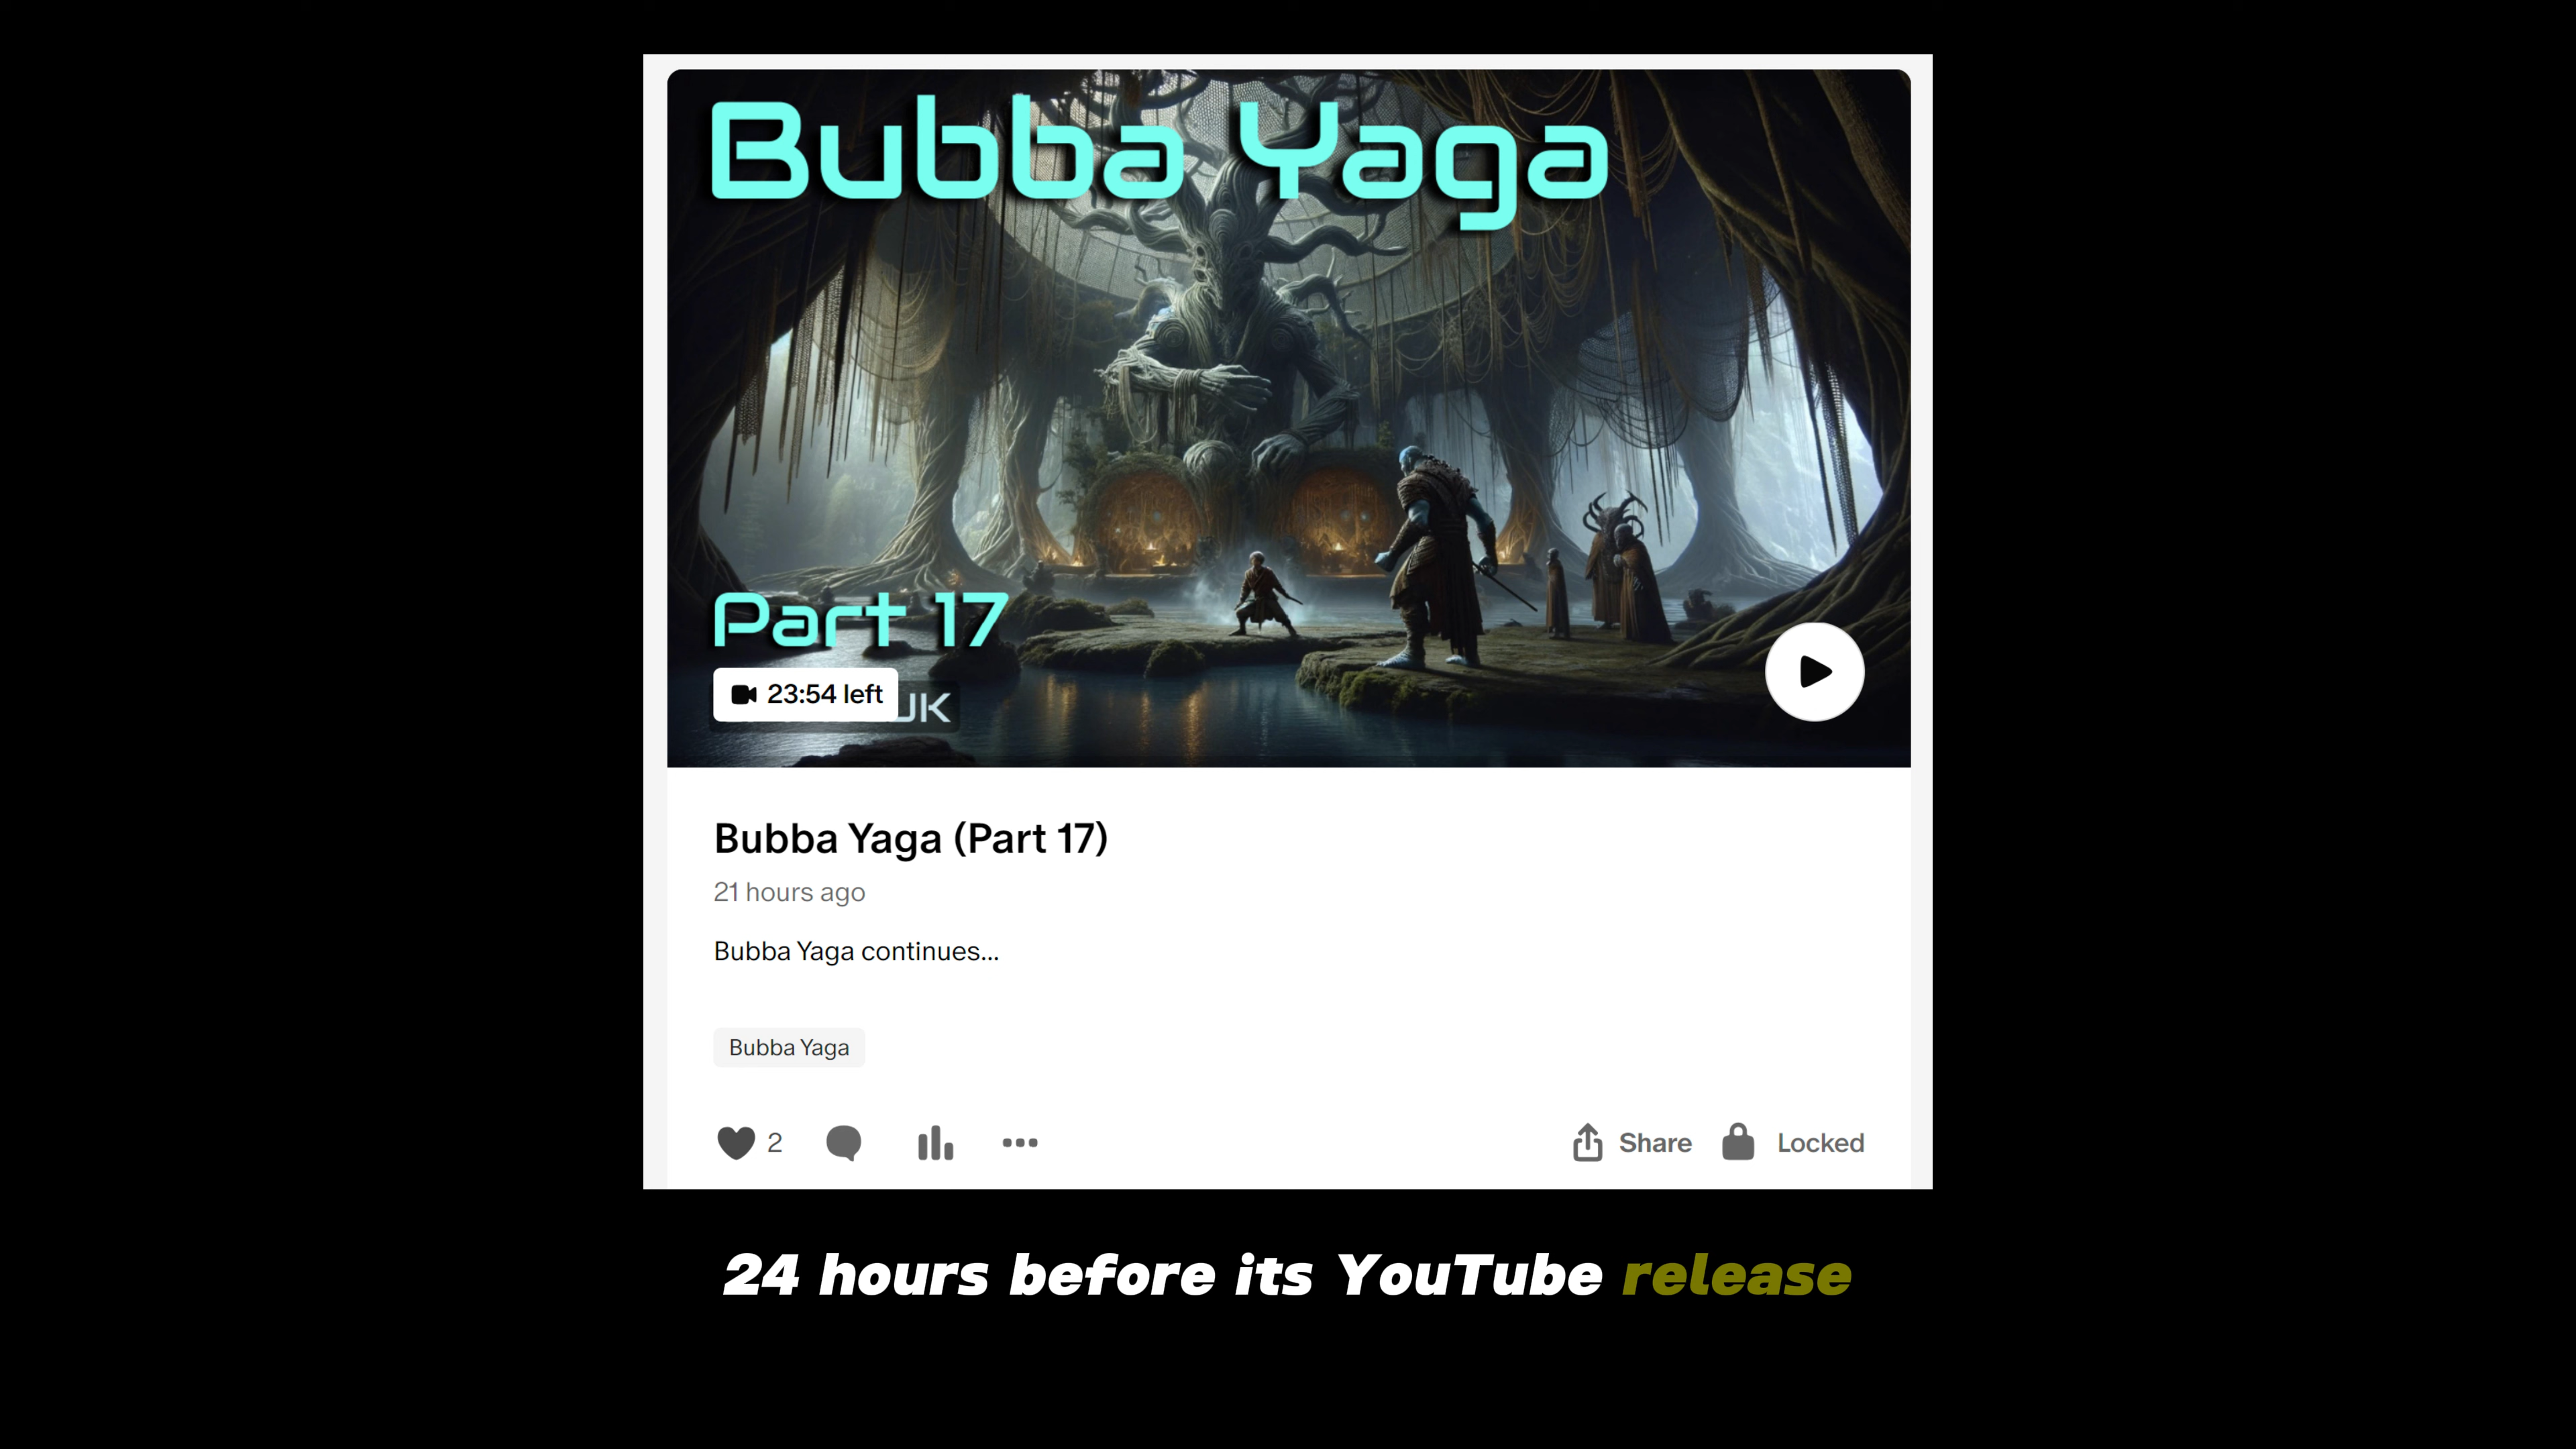 Bubba Yaga
Part 17
23:54 left
UK
Bubba Yaga (Part 17)
21 hours ago
Bubba Yaga continues...
Bubba Yaga
2
Share
Locked
24 hours before its YouTube release